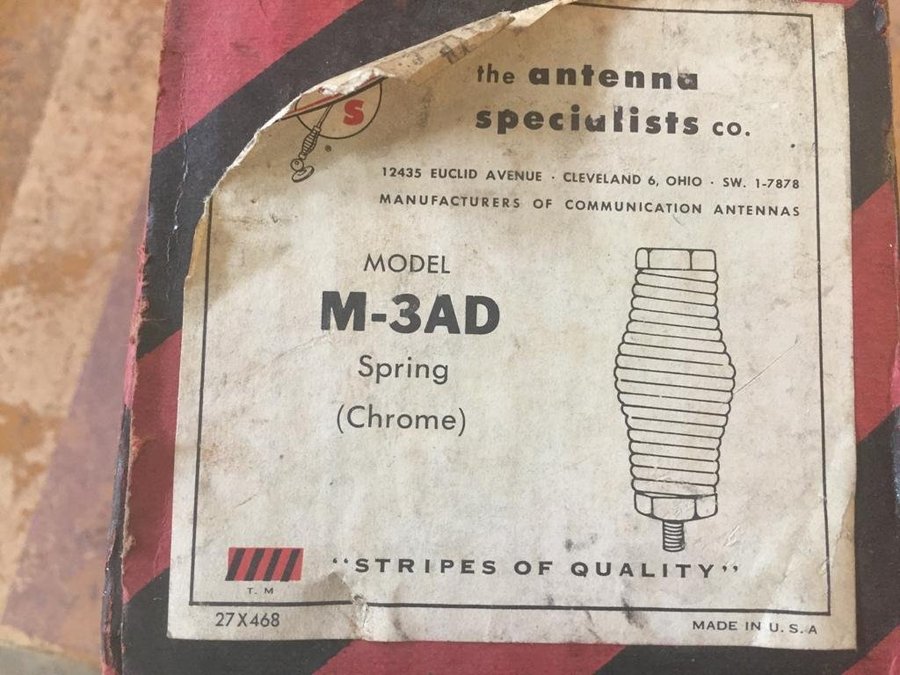 S
the antenna
specialists co.
12435 EUCLID AVENUE · CLEVELAND 6, OHIO · SW. 1-7878
MANUFACTURERS OF COMMUNICATION ANTENNAS
MODEL
M-3AD
Spring
(Chrome)
"STRIPES OF QUALITY"
T. M
27X468
MADE IN U. S. A